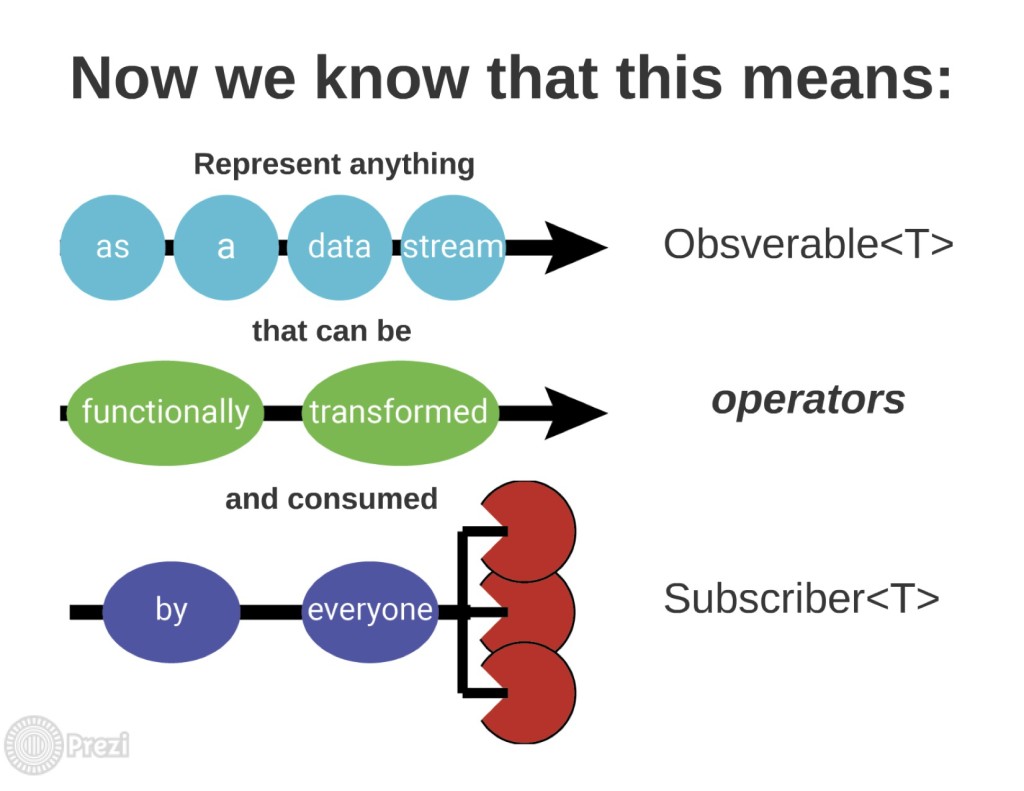 Now we know that this means:
Represent anything
as a data stream
Obsverable<T>
that can be
functionally transformed
operators
and consumed
by everyone
Subscriber<T>
Prezi